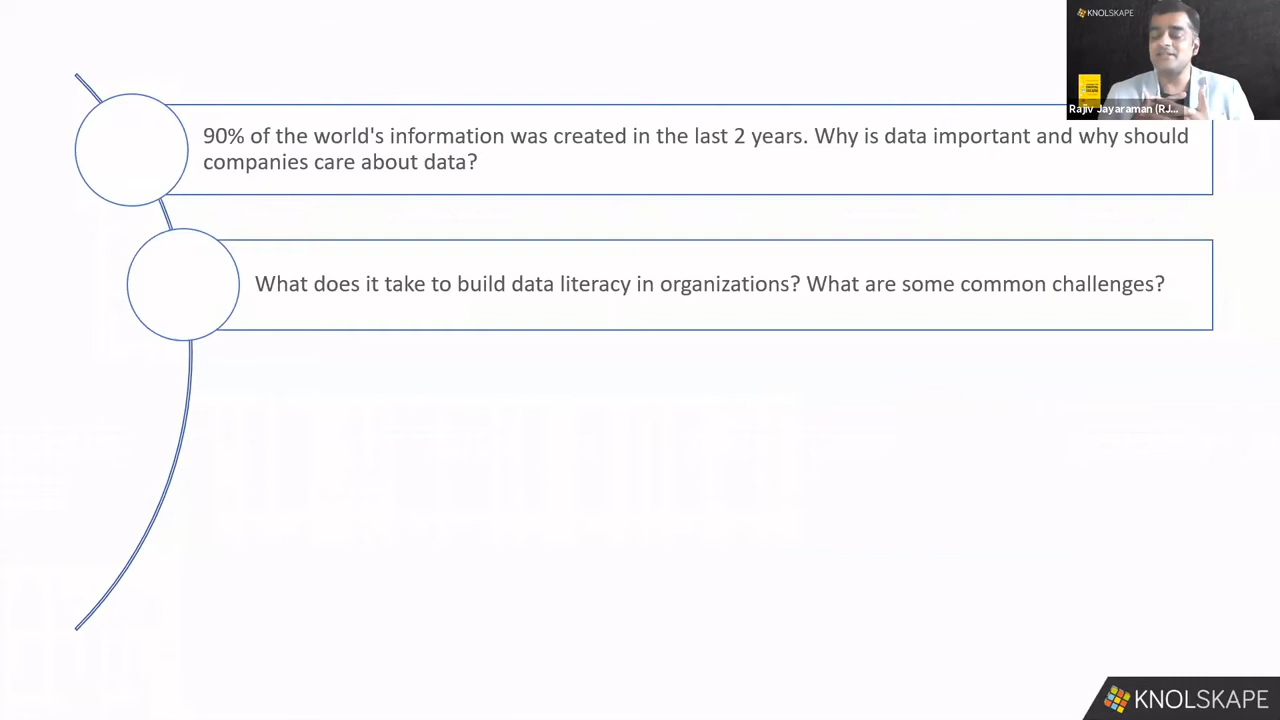 KNOLSKAPE
Rajiv Jayaraman (RJ...
90% of the world's information was created in the last 2 years. Why is data important and why should
companies care about data?
What does it take to build data literacy in organizations? What are some common challenges?
KNOLSKAPE